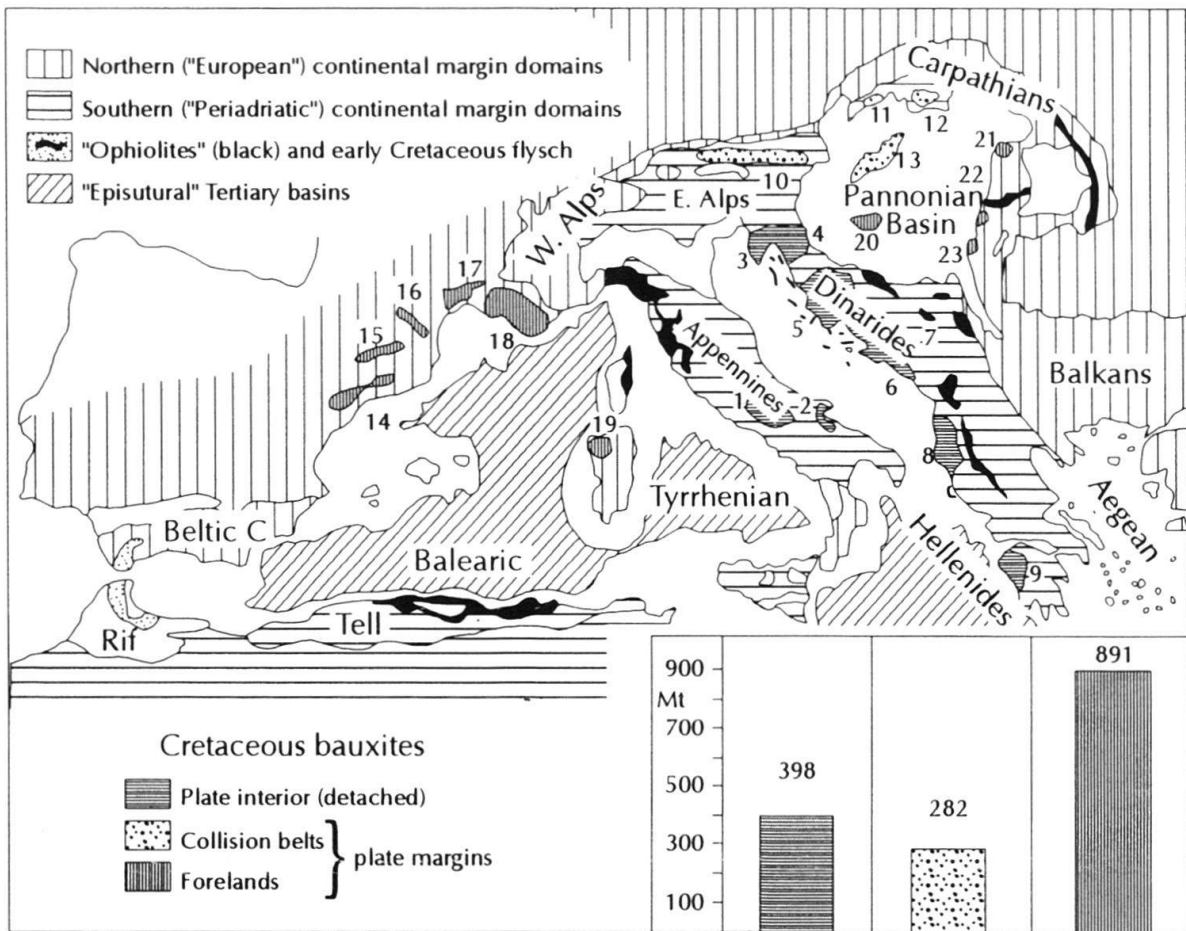 Northern ("European") continental margin domains
Southern ("Periadriatic") continental margin domains
"Ophiolites" (black) and early Cretaceous flysch
"Episutural" Tertiary basins
Carpathians
11
12
13
21
22
Pannonian
Basin
20
23
10
E. Alps
W. Alps
3
4
17
16
15
18
14
Dinarides
5
7
6
Appennines
1
2
8
c
Balkans
19
Tyrrhenian
Aegean
Hellenides
9
Beltic C
Balearic
Rif
Tell
Cretaceous bauxites
Plate interior (detached)
Collision belts
Forelands
plate margins
900
Mt
700
500
300
100
398
282
891